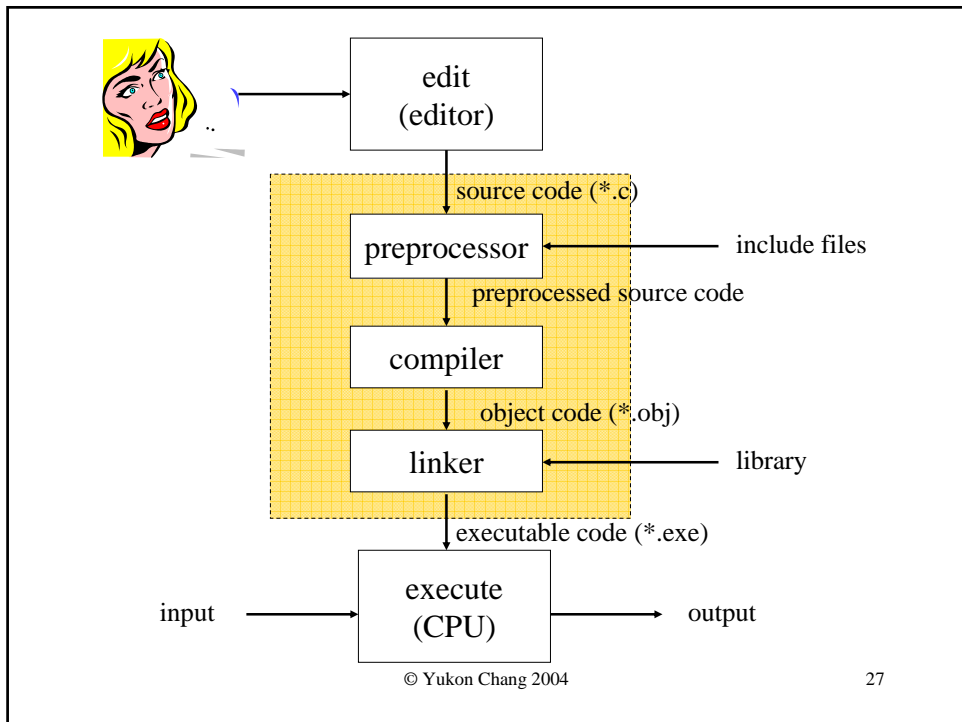 edit
(editor)
source code (*.c)
preprocessor
include files
preprocessed source code
compiler
object code (*.obj)
linker
library
executable code (*.exe)
execute
(CPU)
input
output
© Yukon Chang 2004
27